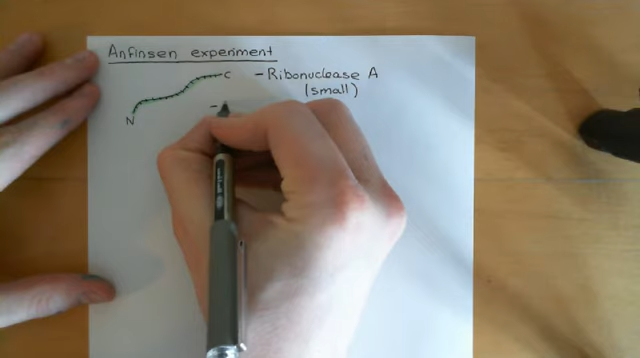 Anfinsen experiment
C - Ribonuclease A
(small)
-
N